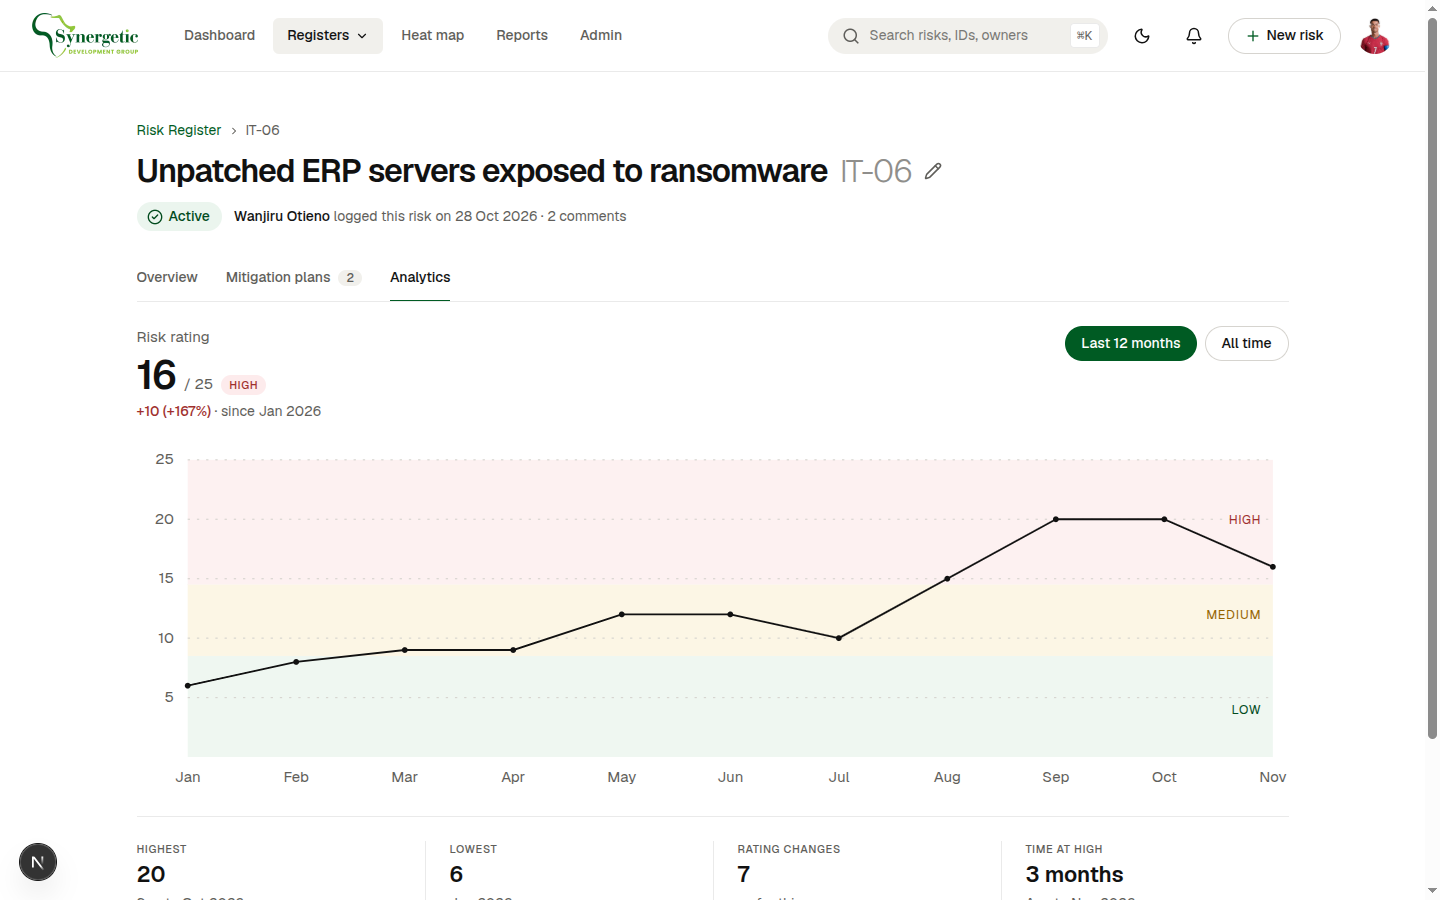 Synergetic
DEVELOPMENT GROUP
Dashboard
Registers
Heat map
Reports
Admin
Search risks, IDs, owners
⌘K
+ New risk
Risk Register › IT-06
Unpatched ERP servers exposed to ransomware IT-06
Active
Wanjiru Otieno logged this risk on 28 Oct 2026 · 2 comments
Overview
Mitigation plans 2
Analytics
Risk rating
Last 12 months
All time
16 / 25 HIGH
+10 (+167%) · since Jan 2026
25
20
HIGH
15
MEDIUM
10
5
LOW
Jan Feb Mar Apr May Jun Jul Aug Sep Oct Nov
HIGHEST
20
LOWEST
6
RATING CHANGES
7
TIME AT HIGH
3 months
N